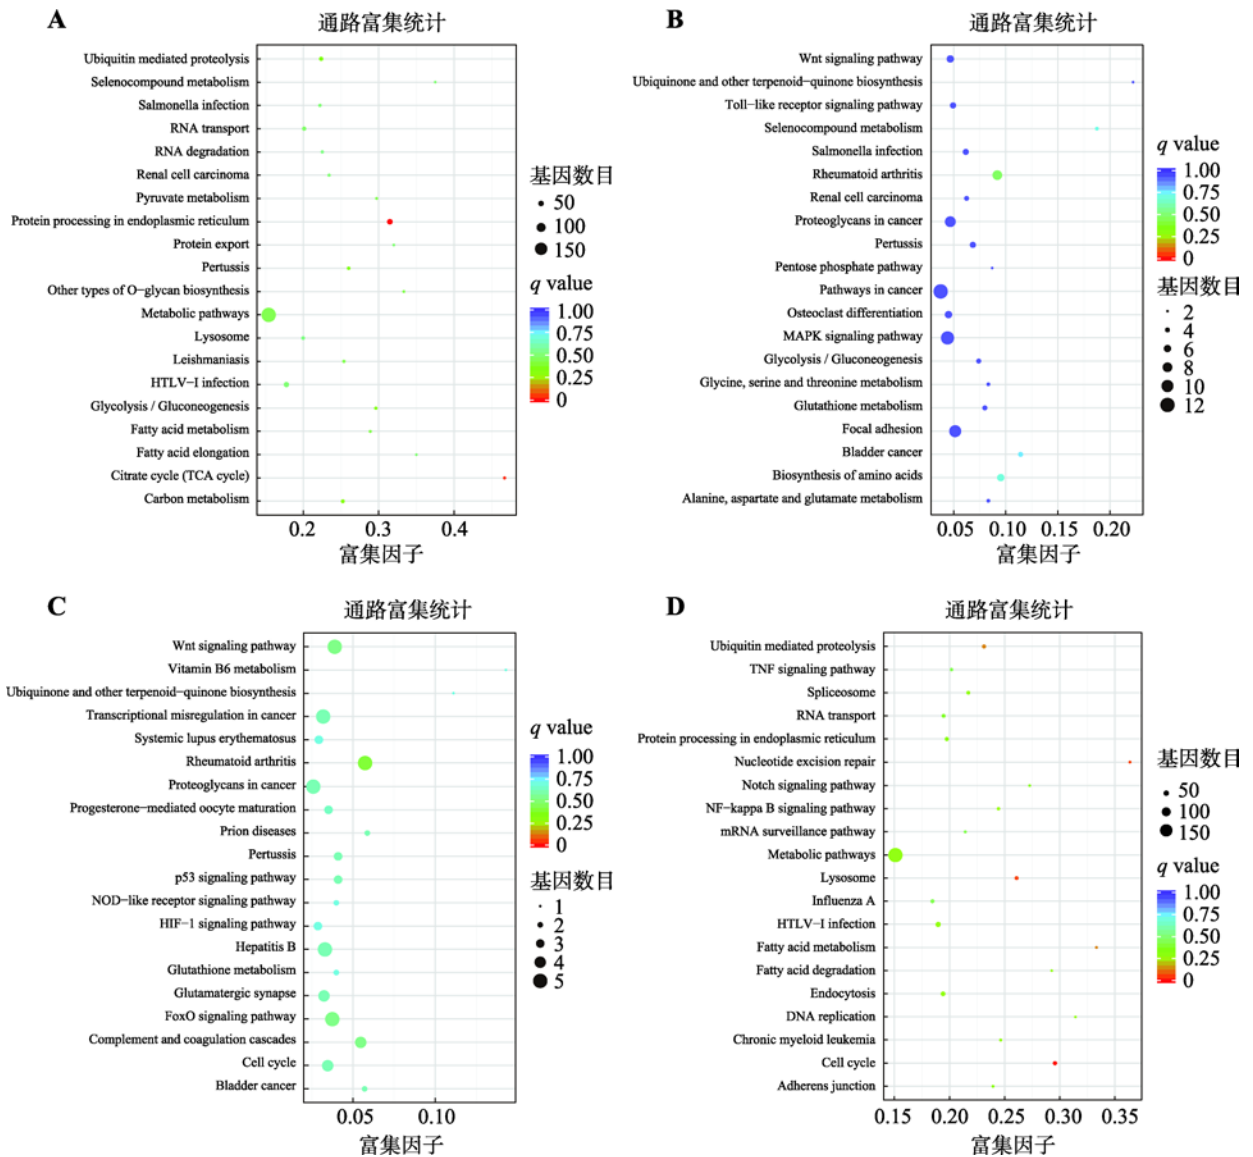 A
通路富集统计
Ubiquitin mediated proteolysis
Selenocompound metabolism
Salmonella infection
RNA transport
RNA degradation
Renal cell carcinoma
Pyruvate metabolism
Protein processing in endoplasmic reticulum
Protein export
Pertussis
Other types of O−glycan biosynthesis
Metabolic pathways
Lysosome
Leishmaniasis
HTLV−I infection
Glycolysis / Gluconeogenesis
Fatty acid metabolism
Fatty acid elongation
Citrate cycle (TCA cycle)
Carbon metabolism
0.2 0.3 0.4
富集因子
基因数目
50
100
150
q value
1.00
0.75
0.50
0.25
0
B
通路富集统计
Wnt signaling pathway
Ubiquinone and other terpenoid−quinone biosynthesis
Toll−like receptor signaling pathway
Selenocompound metabolism
Salmonella infection
Rheumatoid arthritis
Renal cell carcinoma
Proteoglycans in cancer
Pertussis
Pentose phosphate pathway
Pathways in cancer
Osteoclast differentiation
MAPK signaling pathway
Glycolysis / Gluconeogenesis
Glycine, serine and threonine metabolism
Glutathione metabolism
Focal adhesion
Bladder cancer
Biosynthesis of amino acids
Alanine, aspartate and glutamate metabolism
0.05 0.10 0.15 0.20
富集因子
q value
1.00
0.75
0.50
0.25
0
基因数目
2
4
6
8
10
12
C
通路富集统计
Wnt signaling pathway
Vitamin B6 metabolism
Ubiquinone and other terpenoid−quinone biosynthesis
Transcriptional misregulation in cancer
Systemic lupus erythematosus
Rheumatoid arthritis
Proteoglycans in cancer
Progesterone−mediated oocyte maturation
Prion diseases
Pertussis
p53 signaling pathway
NOD−like receptor signaling pathway
HIF−1 signaling pathway
Hepatitis B
Glutathione metabolism
Glutamatergic synapse
FoxO signaling pathway
Complement and coagulation cascades
Cell cycle
Bladder cancer
0.05 0.10
富集因子
q value
1.00
0.75
0.50
0.25
0
基因数目
1
2
3
4
5
D
通路富集统计
Ubiquitin mediated proteolysis
TNF signaling pathway
Spliceosome
RNA transport
Protein processing in endoplasmic reticulum
Nucleotide excision repair
Notch signaling pathway
NF−kappa B signaling pathway
mRNA surveillance pathway
Metabolic pathways
Lysosome
Influenza A
HTLV−I infection
Fatty acid metabolism
Fatty acid degradation
Endocytosis
DNA replication
Chronic myeloid leukemia
Cell cycle
Adherens junction
0.15 0.20 0.25 0.30 0.35
富集因子
基因数目
50
100
150
q value
1.00
0.75
0.50
0.25
0